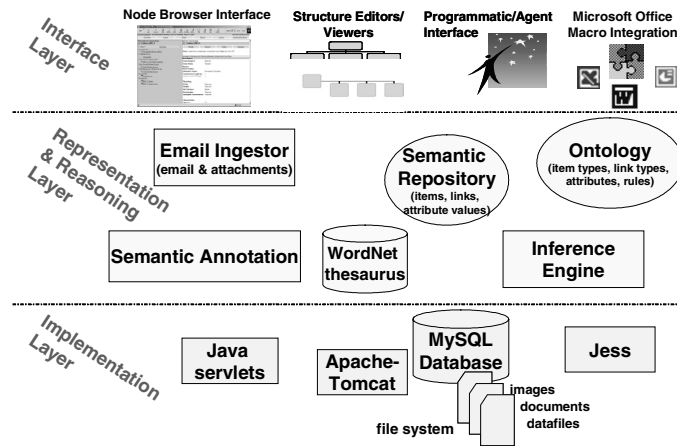 Interface
Layer
Node Browser Interface
Structure Editors/
Viewers
Programmatic/Agent
Interface
Microsoft Office
Macro Integration
Representation
& Reasoning
Layer
Email Ingestor
(email & attachments)
Semantic
Repository
(items, links,
attribute values)
Ontology
(item types, link types,
attributes, rules)
Semantic Annotation
WordNet
thesaurus
Inference
Engine
Implementation
Layer
Java
servlets
Apache-
Tomcat
MySQL
Database
Jess
images
documents
datafiles
file system